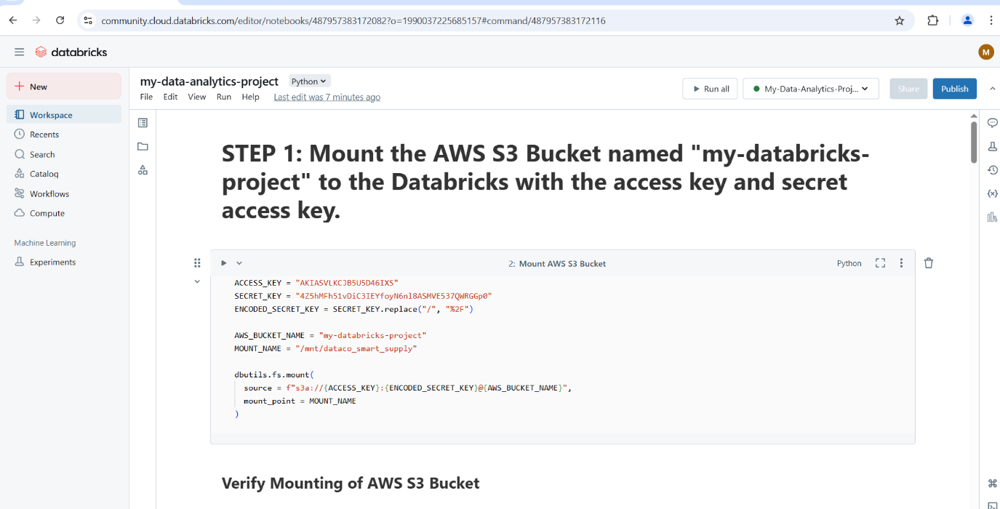 community.cloud.databricks.com/editor/notebooks/487957383172082?o=1990037225685157#command/487957383172116
databricks
M
New
Workspace
Recents
Search
Catalog
Workflows
Compute
Machine Learning
Experiments
my-data-analytics-project Python
File Edit View Run Help Last edit was 7 minutes ago
Run all My-Data-Analytics-Proj... Share Publish
STEP 1: Mount the AWS S3 Bucket named "my-databricks-
project" to the Databricks with the access key and secret
access key.
2: Mount AWS S3 Bucket Python
ACCESS_KEY = "AKIASVLKCJB5U5D46IXS"
SECRET_KEY = "4Z5hMFh51vDiC3IEYfoyN6nl8ASMVE537QWRGGp0"
ENCODED_SECRET_KEY = SECRET_KEY.replace("/", "%2F")
AWS_BUCKET_NAME = "my-databricks-project"
MOUNT_NAME = "/mnt/dataco_smart_supply"
dbutils.fs.mount(
source = f"s3a://{ACCESS_KEY}:{ENCODED_SECRET_KEY}@{AWS_BUCKET_NAME}",
mount_point = MOUNT_NAME
)
Verify Mounting of AWS S3 Bucket